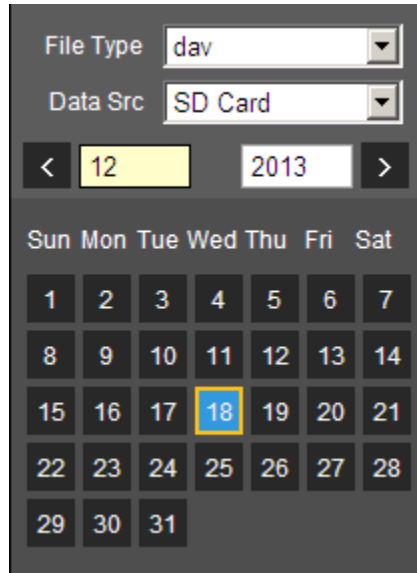 File Type dav
Data Src SD Card
< 12 2013 >
Sun Mon Tue Wed Thu Fri Sat
1 2 3 4 5 6 7
8 9 10 11 12 13 14
15 16 17 18 19 20 21
22 23 24 25 26 27 28
29 30 31